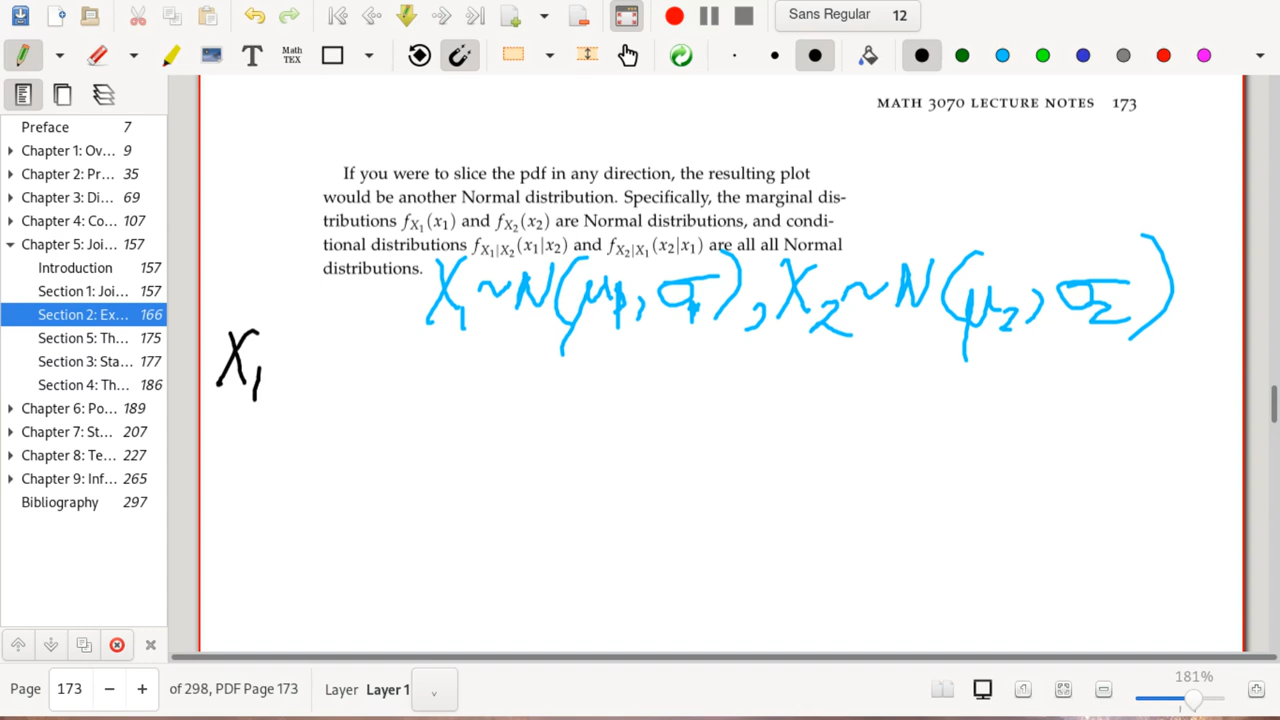 Sans Regular 12
Math TEX
Preface 7
Chapter 1: Ov... 9
Chapter 2: Pr... 35
Chapter 3: Di... 69
Chapter 4: Co... 107
Chapter 5: Joi... 157
Introduction 157
Section 1: Joi... 157
Section 2: Ex... 166
Section 5: Th... 175
Section 3: Sta... 177
Section 4: Th... 186
Chapter 6: Po... 189
Chapter 7: St... 207
Chapter 8: Te... 227
Chapter 9: Inf... 265
Bibliography 297
MATH 3070 LECTURE NOTES 173
If you were to slice the pdf in any direction, the resulting plot
would be another Normal distribution. Specifically, the marginal dis-
tributions f_{X_1}(x_1) and f_{X_2}(x_2) are Normal distributions, and condi-
tional distributions f_{X_1|X_2}(x_1|x_2) and f_{X_2|X_1}(x_2|x_1) are all all Normal
distributions.
X_1 ~ N(μ_1, σ_1), X_2 ~ N(μ_2, σ_2)
X_1
Page 173 of 298, PDF Page 173 Layer Layer 1 181%